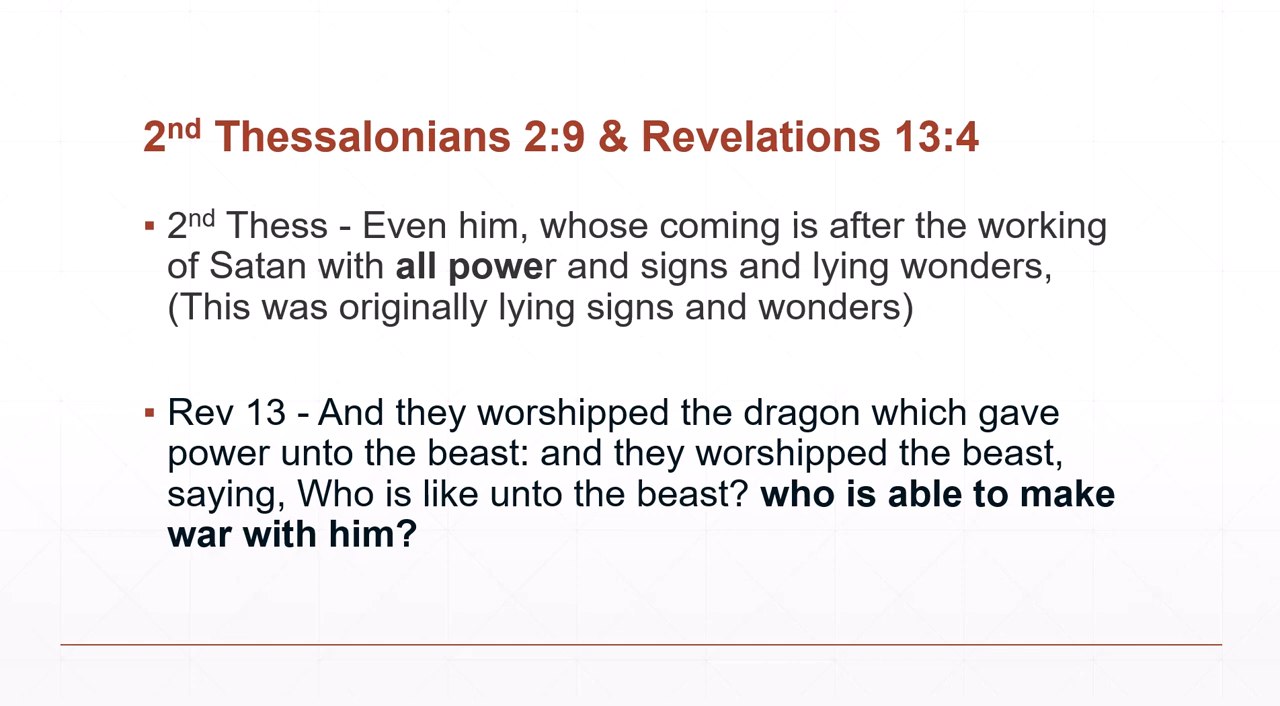 2nd Thessalonians 2:9 & Revelations 13:4
▪ 2nd Thess - Even him, whose coming is after the working
of Satan with all power and signs and lying wonders,
(This was originally lying signs and wonders)
▪ Rev 13 - And they worshipped the dragon which gave
power unto the beast: and they worshipped the beast,
saying, Who is like unto the beast? who is able to make
war with him?